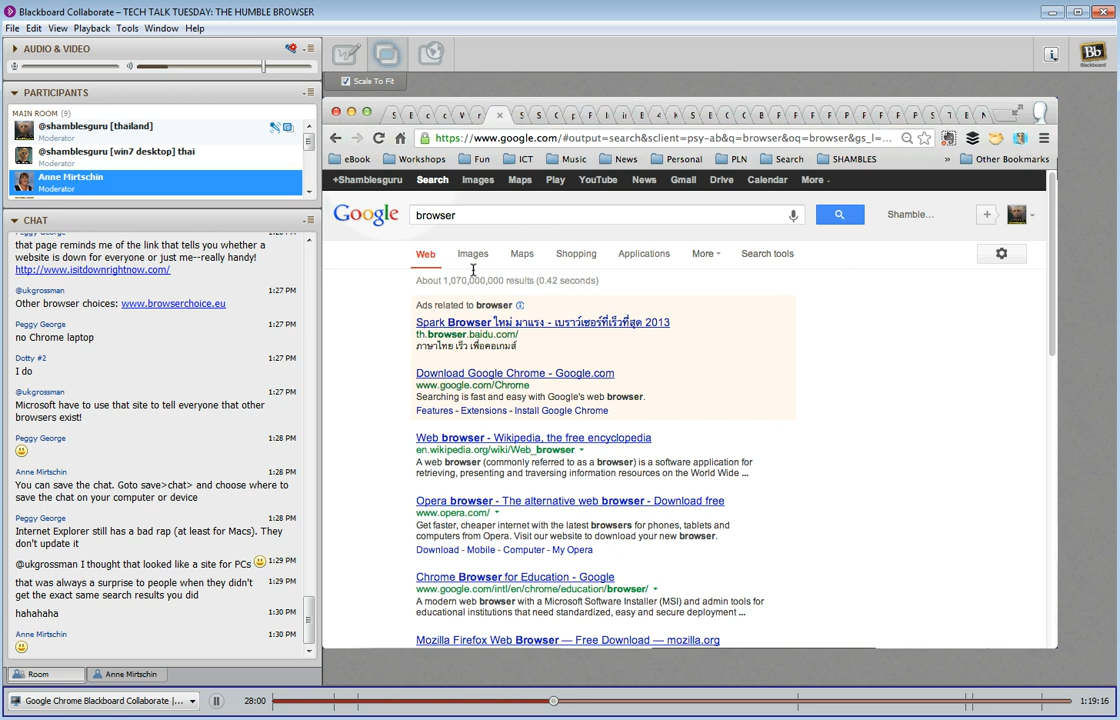 Blackboard Collaborate – TECH TALK TUESDAY: THE HUMBLE BROWSER
File Edit View Playback Tools Window Help
AUDIO & VIDEO
PARTICIPANTS
MAIN ROOM (9)
@shamblesguru [thailand]
Moderator
@shamblesguru [win7 desktop] thai
Moderator
Anne Mirtschin
Moderator
CHAT
that page reminds me of the link that tells you whether a
website is down for everyone or just me--really handy!
http://www.isitdownrightnow.com/
@ukgrossman 1:27 PM
Other browser choices: www.browserchoice.eu
Peggy George 1:27 PM
no Chrome laptop
Dotty #2 1:27 PM
I do
@ukgrossman 1:27 PM
Microsoft have to use that site to tell everyone that other
browsers exist!
Peggy George 1:28 PM
Anne Mirtschin 1:28 PM
You can save the chat. Goto save>chat> and choose where to
save the chat on your computer or device
Peggy George 1:28 PM
Internet Explorer still has a bad rap (at least for Macs). They
don't update it
@ukgrossman I thought that looked like a site for PCs 1:29 PM
that was always a surprise to people when they didn't 1:29 PM
get the exact same search results you did
hahahaha 1:30 PM
Anne Mirtschin 1:30 PM
Room Anne Mirtschin
Scale To Fit
Bb
Blackboard
https://www.google.com/#output=search&sclient=psy-ab&q=browser&oq=browser&gs_l=...
eBook Workshops Fun ICT Music News Personal PLN Search SHAMBLES » Other Bookmarks
+Shamblesguru Search Images Maps Play YouTube News Gmail Drive Calendar More
Google browser Shamble...
Web Images Maps Shopping Applications More Search tools
About 1,070,000,000 results (0.42 seconds)
Ads related to browser
Spark Browser ใหม่ มาแรง - เบราว์เซอร์ที่เร็วที่สุด 2013
th.browser.baidu.com/
ภาษาไทย เร็ว เพื่อคอเกมส์
Download Google Chrome - Google.com
www.google.com/Chrome
Searching is fast and easy with Google's web browser.
Features - Extensions - Install Google Chrome
Web browser - Wikipedia, the free encyclopedia
en.wikipedia.org/wiki/Web_browser
A web browser (commonly referred to as a browser) is a software application for
retrieving, presenting and traversing information resources on the World Wide ...
Opera browser - The alternative web browser - Download free
www.opera.com/
Get faster, cheaper internet with the latest browsers for phones, tablets and
computers from Opera. Visit our website to download your new browser.
Download - Mobile - Computer - My Opera
Chrome Browser for Education - Google
www.google.com/intl/en/chrome/education/browser/
A modern web browser with a Microsoft Software Installer (MSI) and admin tools for
educational institutions that need standardized, easy and secure deployment ...
Mozilla Firefox Web Browser — Free Download — mozilla.org
Google Chrome Blackboard Collaborate |... 28:00 1:19:16